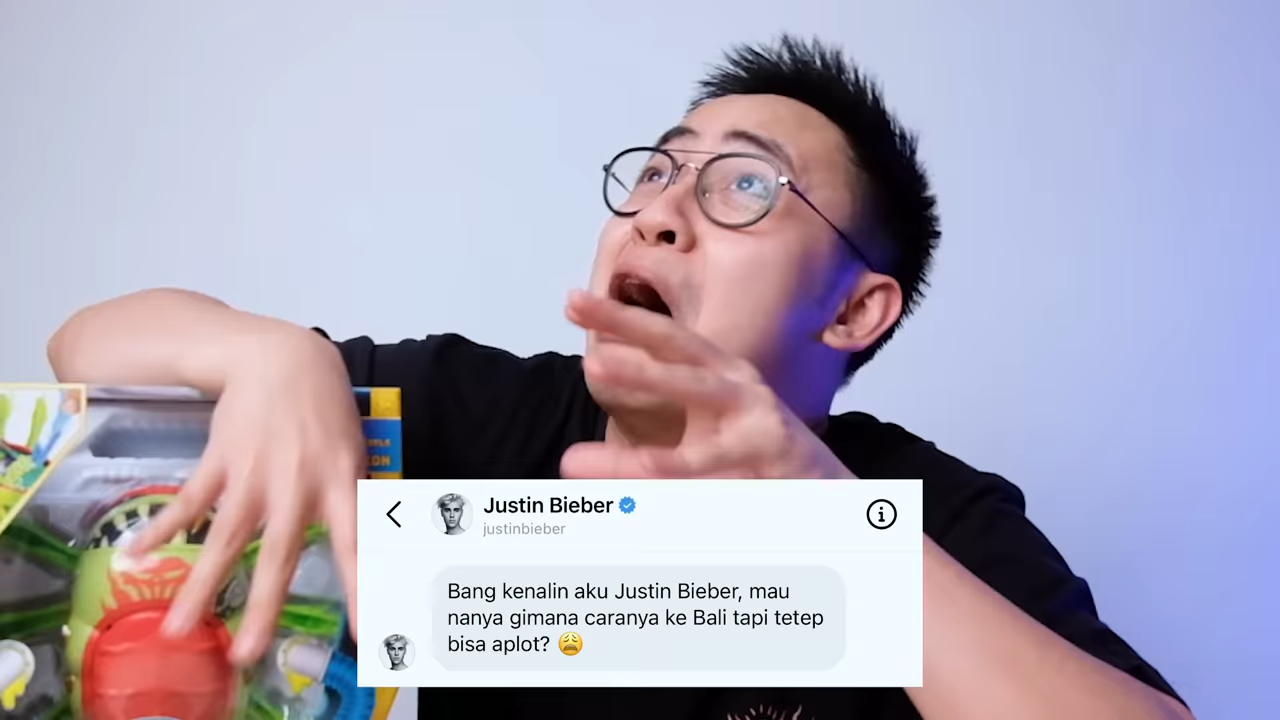 Justin Bieber
justinbieber
Bang kenalin aku Justin Bieber, mau
nanya gimana caranya ke Bali tapi tetep
bisa aplot? 😩